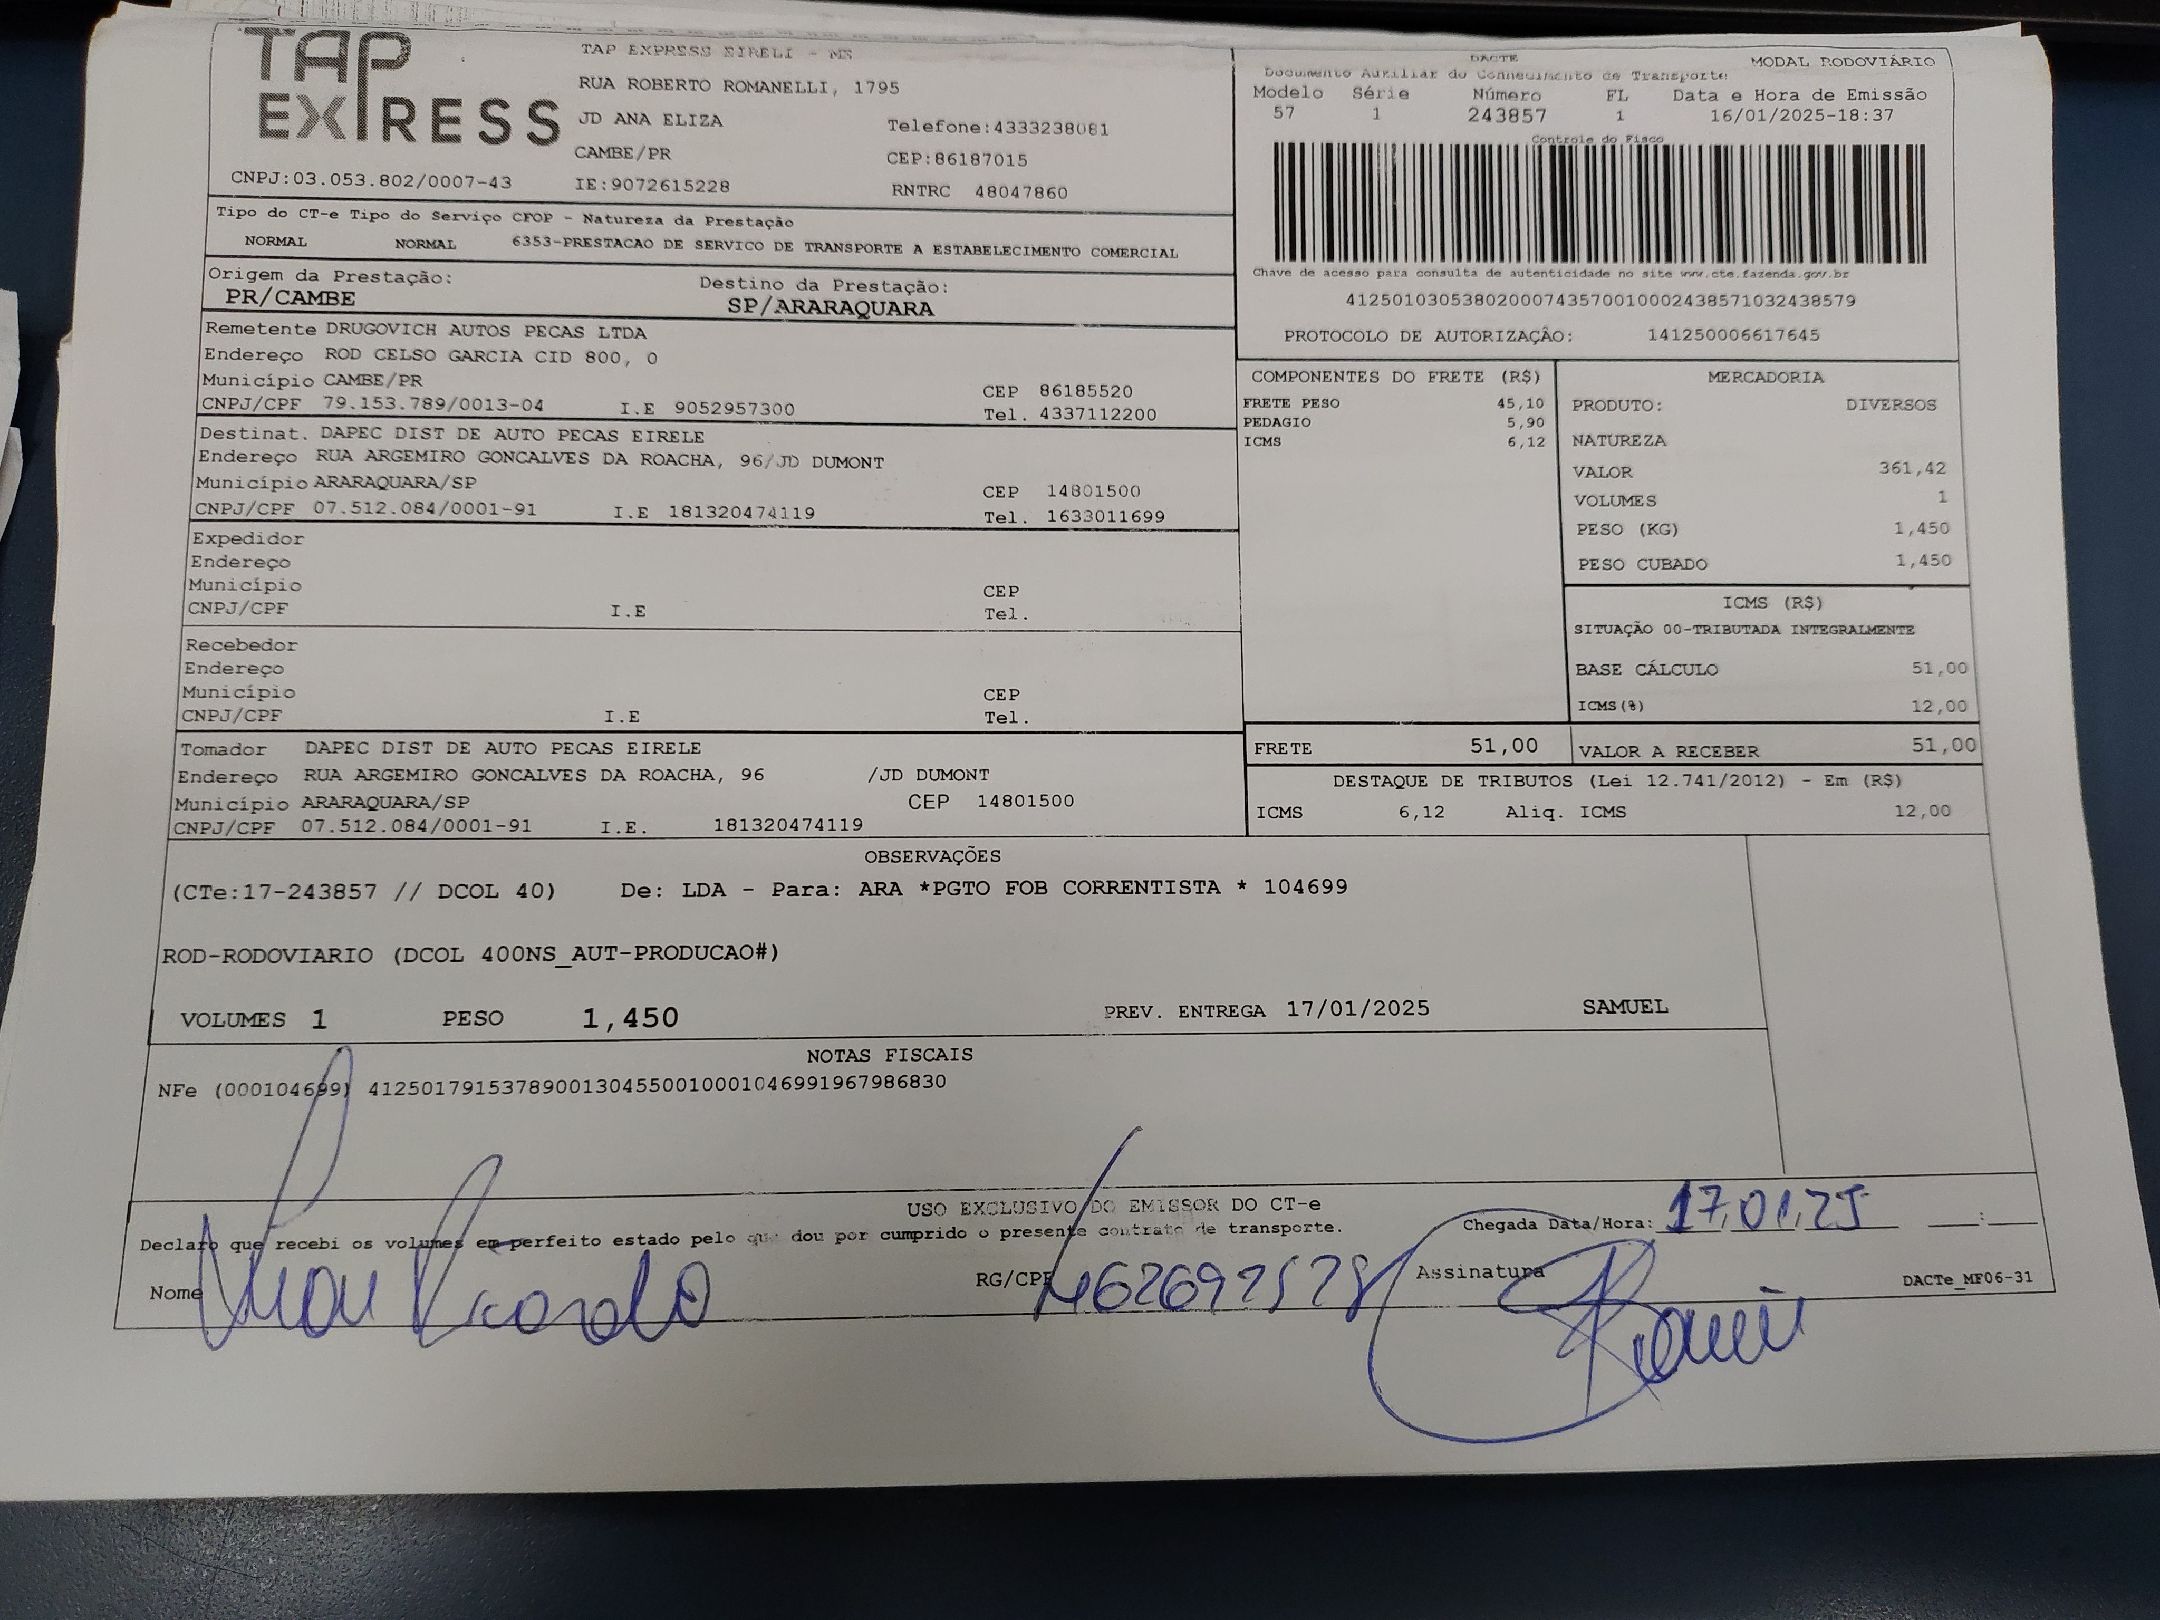 TAP EXPRESS
TAP EXPRESS EIRELI - MS
RUA ROBERTO ROMANELLI, 1795
JD ANA ELIZA
Telefone:4333238081
CAMBE/PR
CEP:86187015
CNPJ:03.053.802/0007-43
IE:9072615228
RNTRC 48047860
DACTE
MODAL RODOVIÁRIO
Documento Auxiliar do Conhecimento de Transporte
Modelo Série Número FL Data e Hora de Emissão
57 1 243857 1 16/01/2025-18:37
Controle do Fisco
Chave de acesso para consulta de autenticidade no site www.cte.fazenda.gov.br
41250103053802000743570010002438571032438579
PROTOCOLO DE AUTORIZAÇÃO: 141250006617645
Tipo do CT-e Tipo do Serviço CFOP - Natureza da Prestação
NORMAL NORMAL 6353-PRESTACAO DE SERVICO DE TRANSPORTE A ESTABELECIMENTO COMERCIAL
Origem da Prestação: Destino da Prestação:
PR/CAMBE SP/ARARAQUARA
Remetente DRUGOVICH AUTOS PECAS LTDA
Endereço ROD CELSO GARCIA CID 800, 0
Município CAMBE/PR CEP 86185520
CNPJ/CPF 79.153.789/0013-04 I.E 9052957300 Tel. 4337112200
Destinat. DAPEC DIST DE AUTO PECAS EIRELE
Endereço RUA ARGEMIRO GONCALVES DA ROACHA, 96/JD DUMONT
Município ARARAQUARA/SP CEP 14801500
CNPJ/CPF 07.512.084/0001-91 I.E 181320474119 Tel. 1633011699
Expedidor
Endereço
Município CEP
CNPJ/CPF I.E Tel.
Recebedor
Endereço
Município CEP
CNPJ/CPF I.E Tel.
Tomador DAPEC DIST DE AUTO PECAS EIRELE
Endereço RUA ARGEMIRO GONCALVES DA ROACHA, 96 /JD DUMONT
Município ARARAQUARA/SP CEP 14801500
CNPJ/CPF 07.512.084/0001-91 I.E. 181320474119
COMPONENTES DO FRETE (R$)
FRETE PESO 45,10
PEDAGIO 5,90
ICMS 6,12
MERCADORIA
PRODUTO: DIVERSOS
NATUREZA
VALOR 361,42
VOLUMES 1
PESO (KG) 1,450
PESO CUBADO 1,450
ICMS (R$)
SITUAÇÃO 00-TRIBUTADA INTEGRALMENTE
BASE CÁLCULO 51,00
ICMS(%) 12,00
FRETE 51,00 VALOR A RECEBER 51,00
DESTAQUE DE TRIBUTOS (Lei 12.741/2012) - Em (R$)
ICMS 6,12 Aliq. ICMS 12,00
OBSERVAÇÕES
(CTe:17-243857 // DCOL 40) De: LDA - Para: ARA *PGTO FOB CORRENTISTA * 104699
ROD-RODOVIARIO (DCOL 400NS_AUT-PRODUCAO#)
VOLUMES 1 PESO 1,450 PREV. ENTREGA 17/01/2025 SAMUEL
NOTAS FISCAIS
NFe (000104699) 41250179153789001304550010001046991967986830
USO EXCLUSIVO DO EMISSOR DO CT-e
Declaro que recebi os volumes em perfeito estado pelo que dou por cumprido o presente contrato de transporte.
Chegada Data/Hora: 17,01,25 __:__
Nome RG/CPF 462692528 Assinatura
DACTe_MF06-31